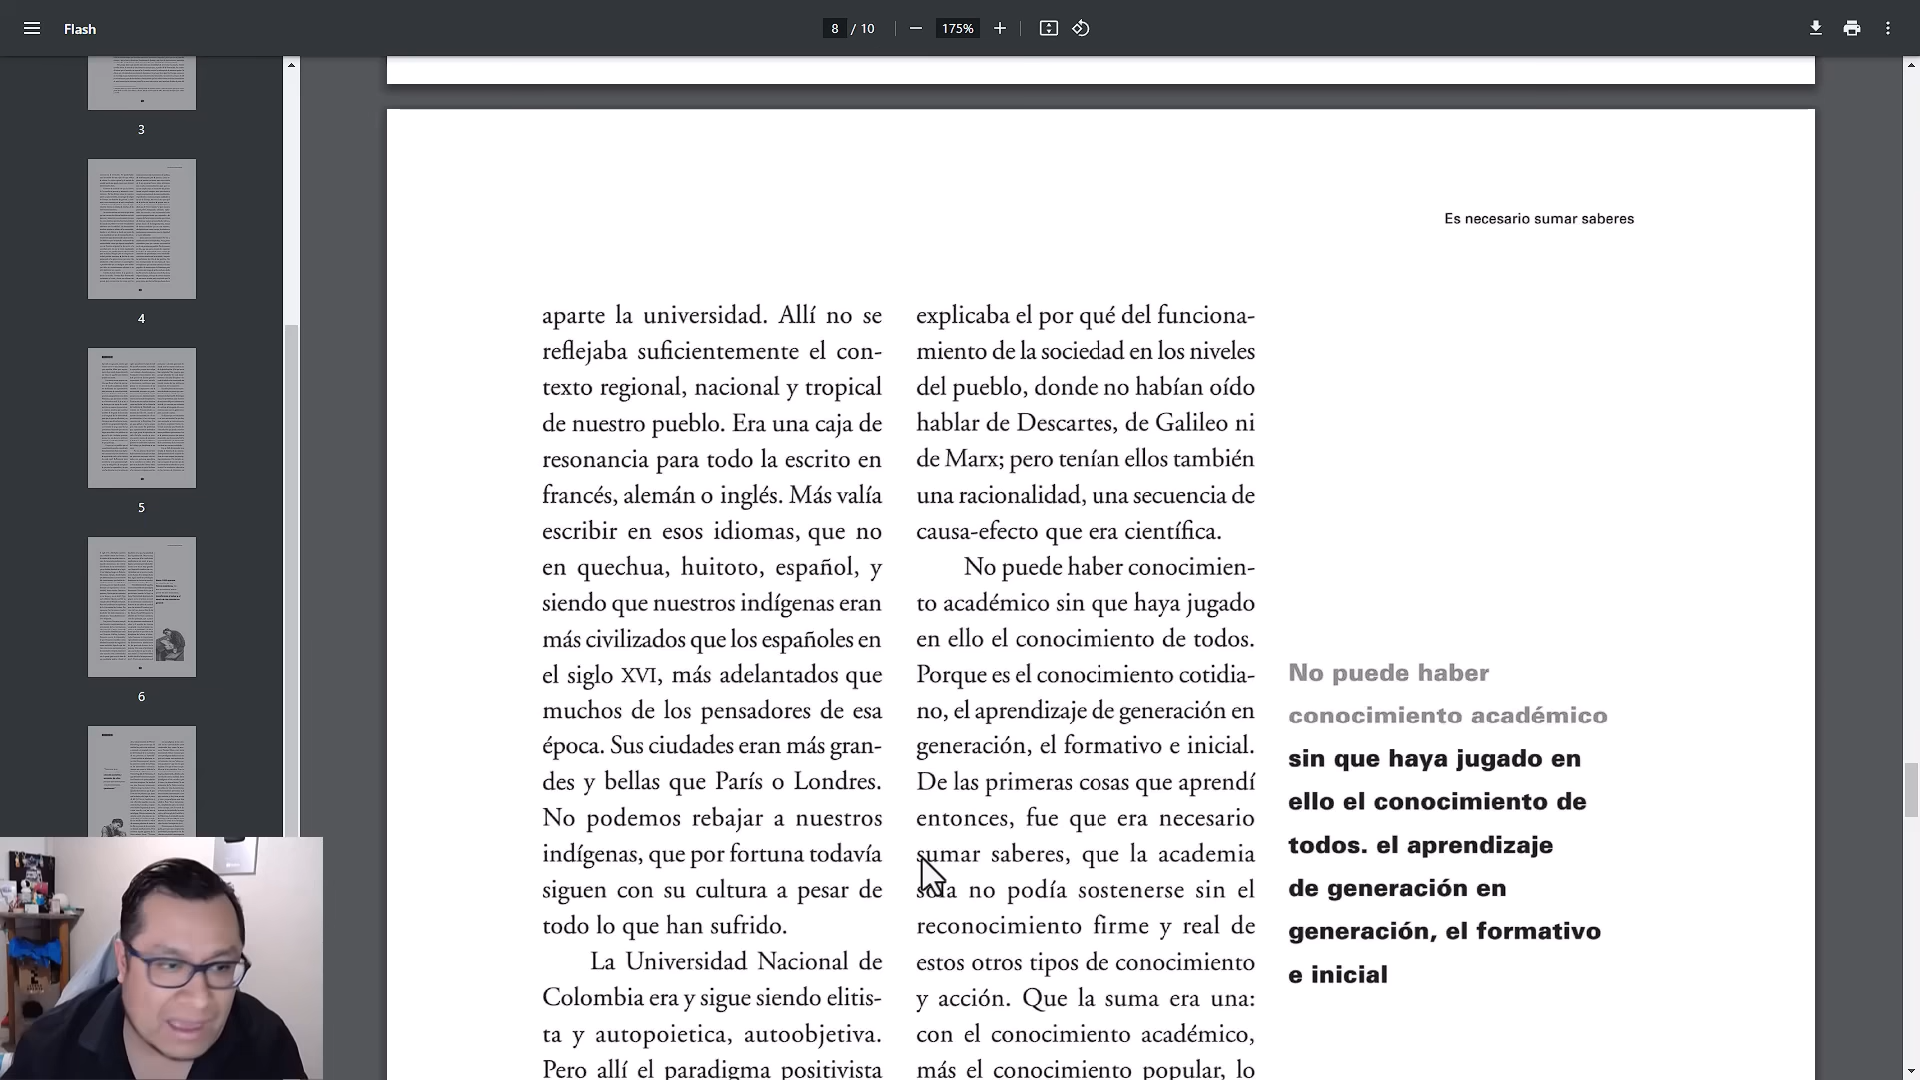 Flash
8 / 10
175%
3
4
5
6
Es necesario sumar saberes
aparte la universidad. Allí no se
reflejaba suficientemente el con-
texto regional, nacional y tropical
de nuestro pueblo. Era una caja de
resonancia para todo la escrito en
francés, alemán o inglés. Más valía
escribir en esos idiomas, que no
en quechua, huitoto, español, y
siendo que nuestros indígenas eran
más civilizados que los españoles en
el siglo XVI, más adelantados que
muchos de los pensadores de esa
época. Sus ciudades eran más gran-
des y bellas que París o Londres.
No podemos rebajar a nuestros
indígenas, que por fortuna todavía
siguen con su cultura a pesar de
todo lo que han sufrido.
La Universidad Nacional de
Colombia era y sigue siendo elitis-
ta y autopoietica, autoobjetiva.
Pero allí el paradigma positivista
explicaba el por qué del funciona-
miento de la sociedad en los niveles
del pueblo, donde no habían oído
hablar de Descartes, de Galileo ni
de Marx; pero tenían ellos también
una racionalidad, una secuencia de
causa-efecto que era científica.
No puede haber conocimien-
to académico sin que haya jugado
en ello el conocimiento de todos.
Porque es el conocimiento cotidia-
no, el aprendizaje de generación en
generación, el formativo e inicial.
De las primeras cosas que aprendí
entonces, fue que era necesario
sumar saberes, que la academia
sola no podía sostenerse sin el
reconocimiento firme y real de
estos otros tipos de conocimiento
y acción. Que la suma era una:
con el conocimiento académico,
más el conocimiento popular, lo
No puede haber
conocimiento académico
sin que haya jugado en
ello el conocimiento de
todos. el aprendizaje
de generación en
generación, el formativo
e inicial